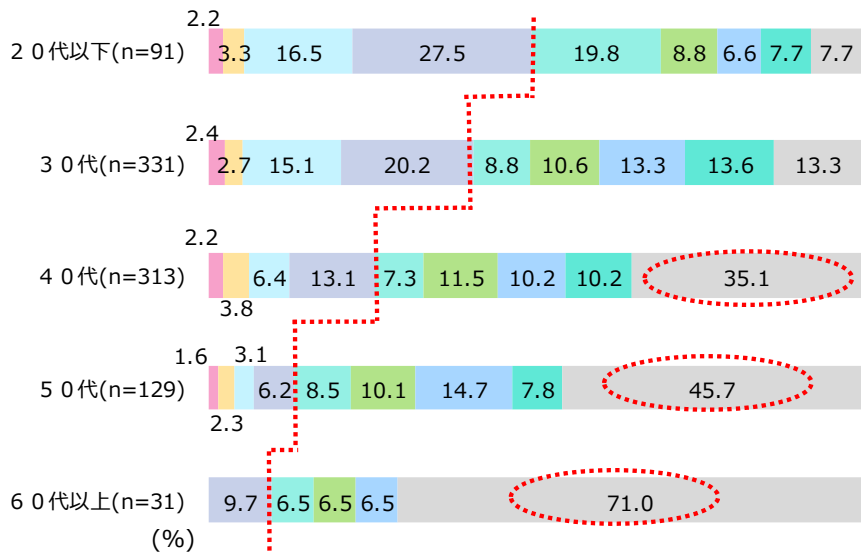 2.2
２０代以下(n=91) 3.3 16.5 27.5 19.8 8.8 6.6 7.7 7.7
2.4
３０代(n=331) 2.7 15.1 20.2 8.8 10.6 13.3 13.6 13.3
2.2
４０代(n=313) 6.4 13.1 7.3 11.5 10.2 10.2 35.1
3.8
1.6 3.1
５０代(n=129) 6.2 8.5 10.1 14.7 7.8 45.7
2.3
６０代以上(n=31) 9.7 6.5 6.5 6.5 71.0
(%)